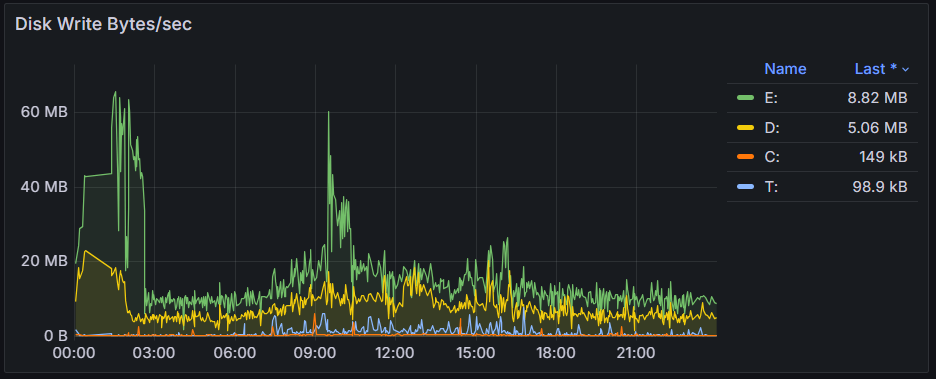 Disk Write Bytes/sec
Name Last *
60 MB
E: 8.82 MB
D: 5.06 MB
C: 149 kB
40 MB
T: 98.9 kB
20 MB
0 B
00:00 03:00 06:00 09:00 12:00 15:00 18:00 21:00